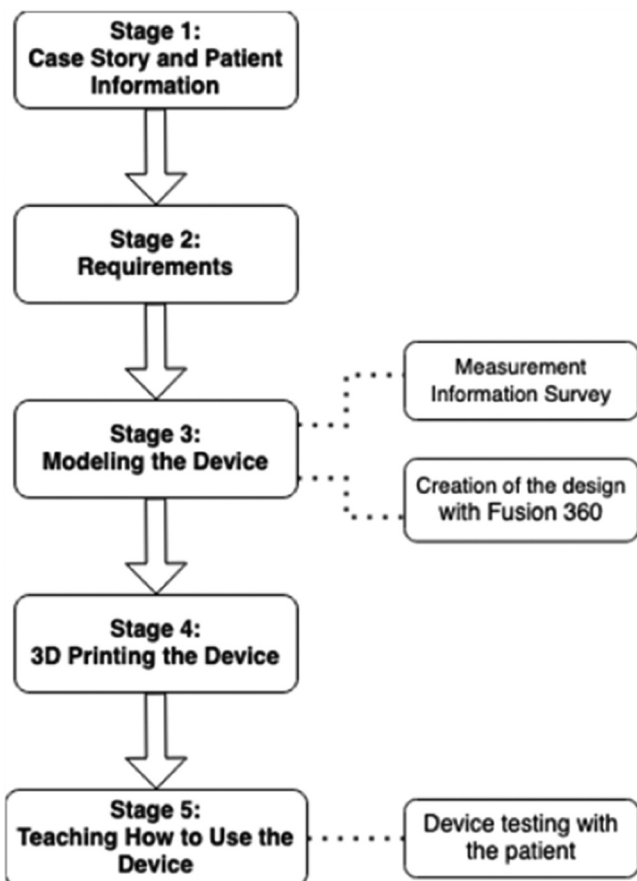 Stage 1:
Case Story and Patient
Information
Stage 2:
Requirements
Stage 3:
Modeling the Device
Measurement
Information Survey
Creation of the design
with Fusion 360
Stage 4:
3D Printing the Device
Stage 5:
Teaching How to Use the
Device
Device testing with
the patient